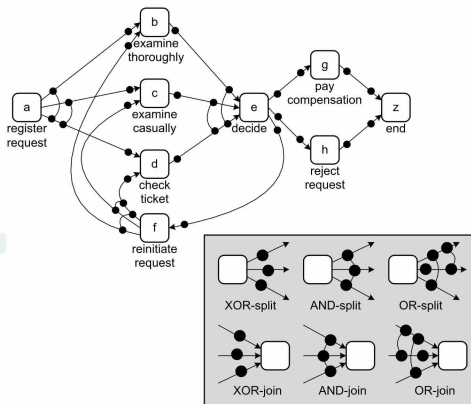 b
examine
thoroughly
g
pay
compensation
a
register
request
c
examine
casually
e
decide
z
end
d
check
ticket
h
reject
request
f
reinitiate
request
XOR-split
AND-split
OR-split
XOR-join
AND-join
OR-join